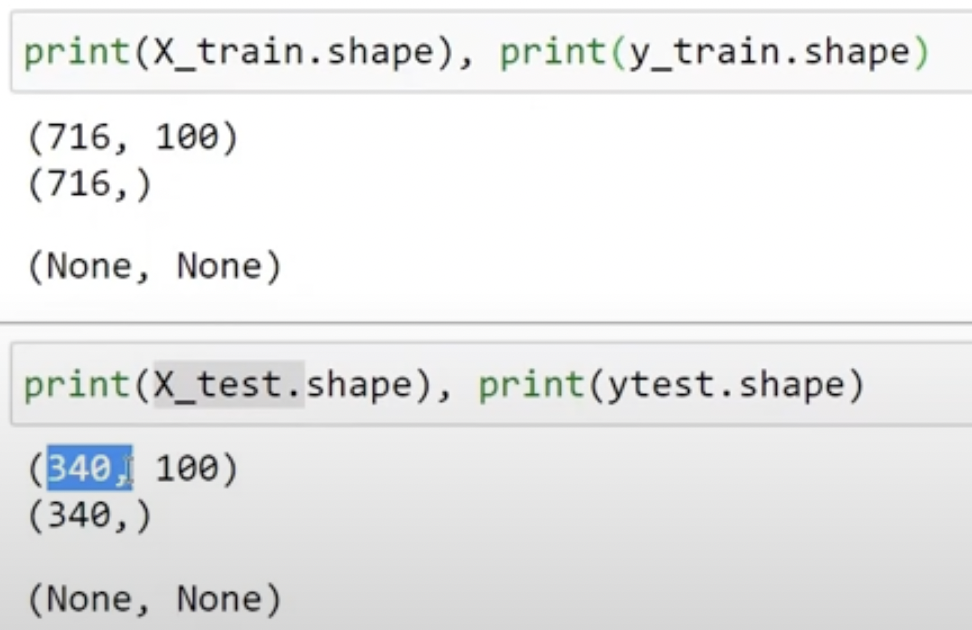 print(X_train.shape), print(y_train.shape)
(716, 100)
(716,)
(None, None)
print(X_test.shape), print(ytest.shape)
(340, 100)
(340,)
(None, None)